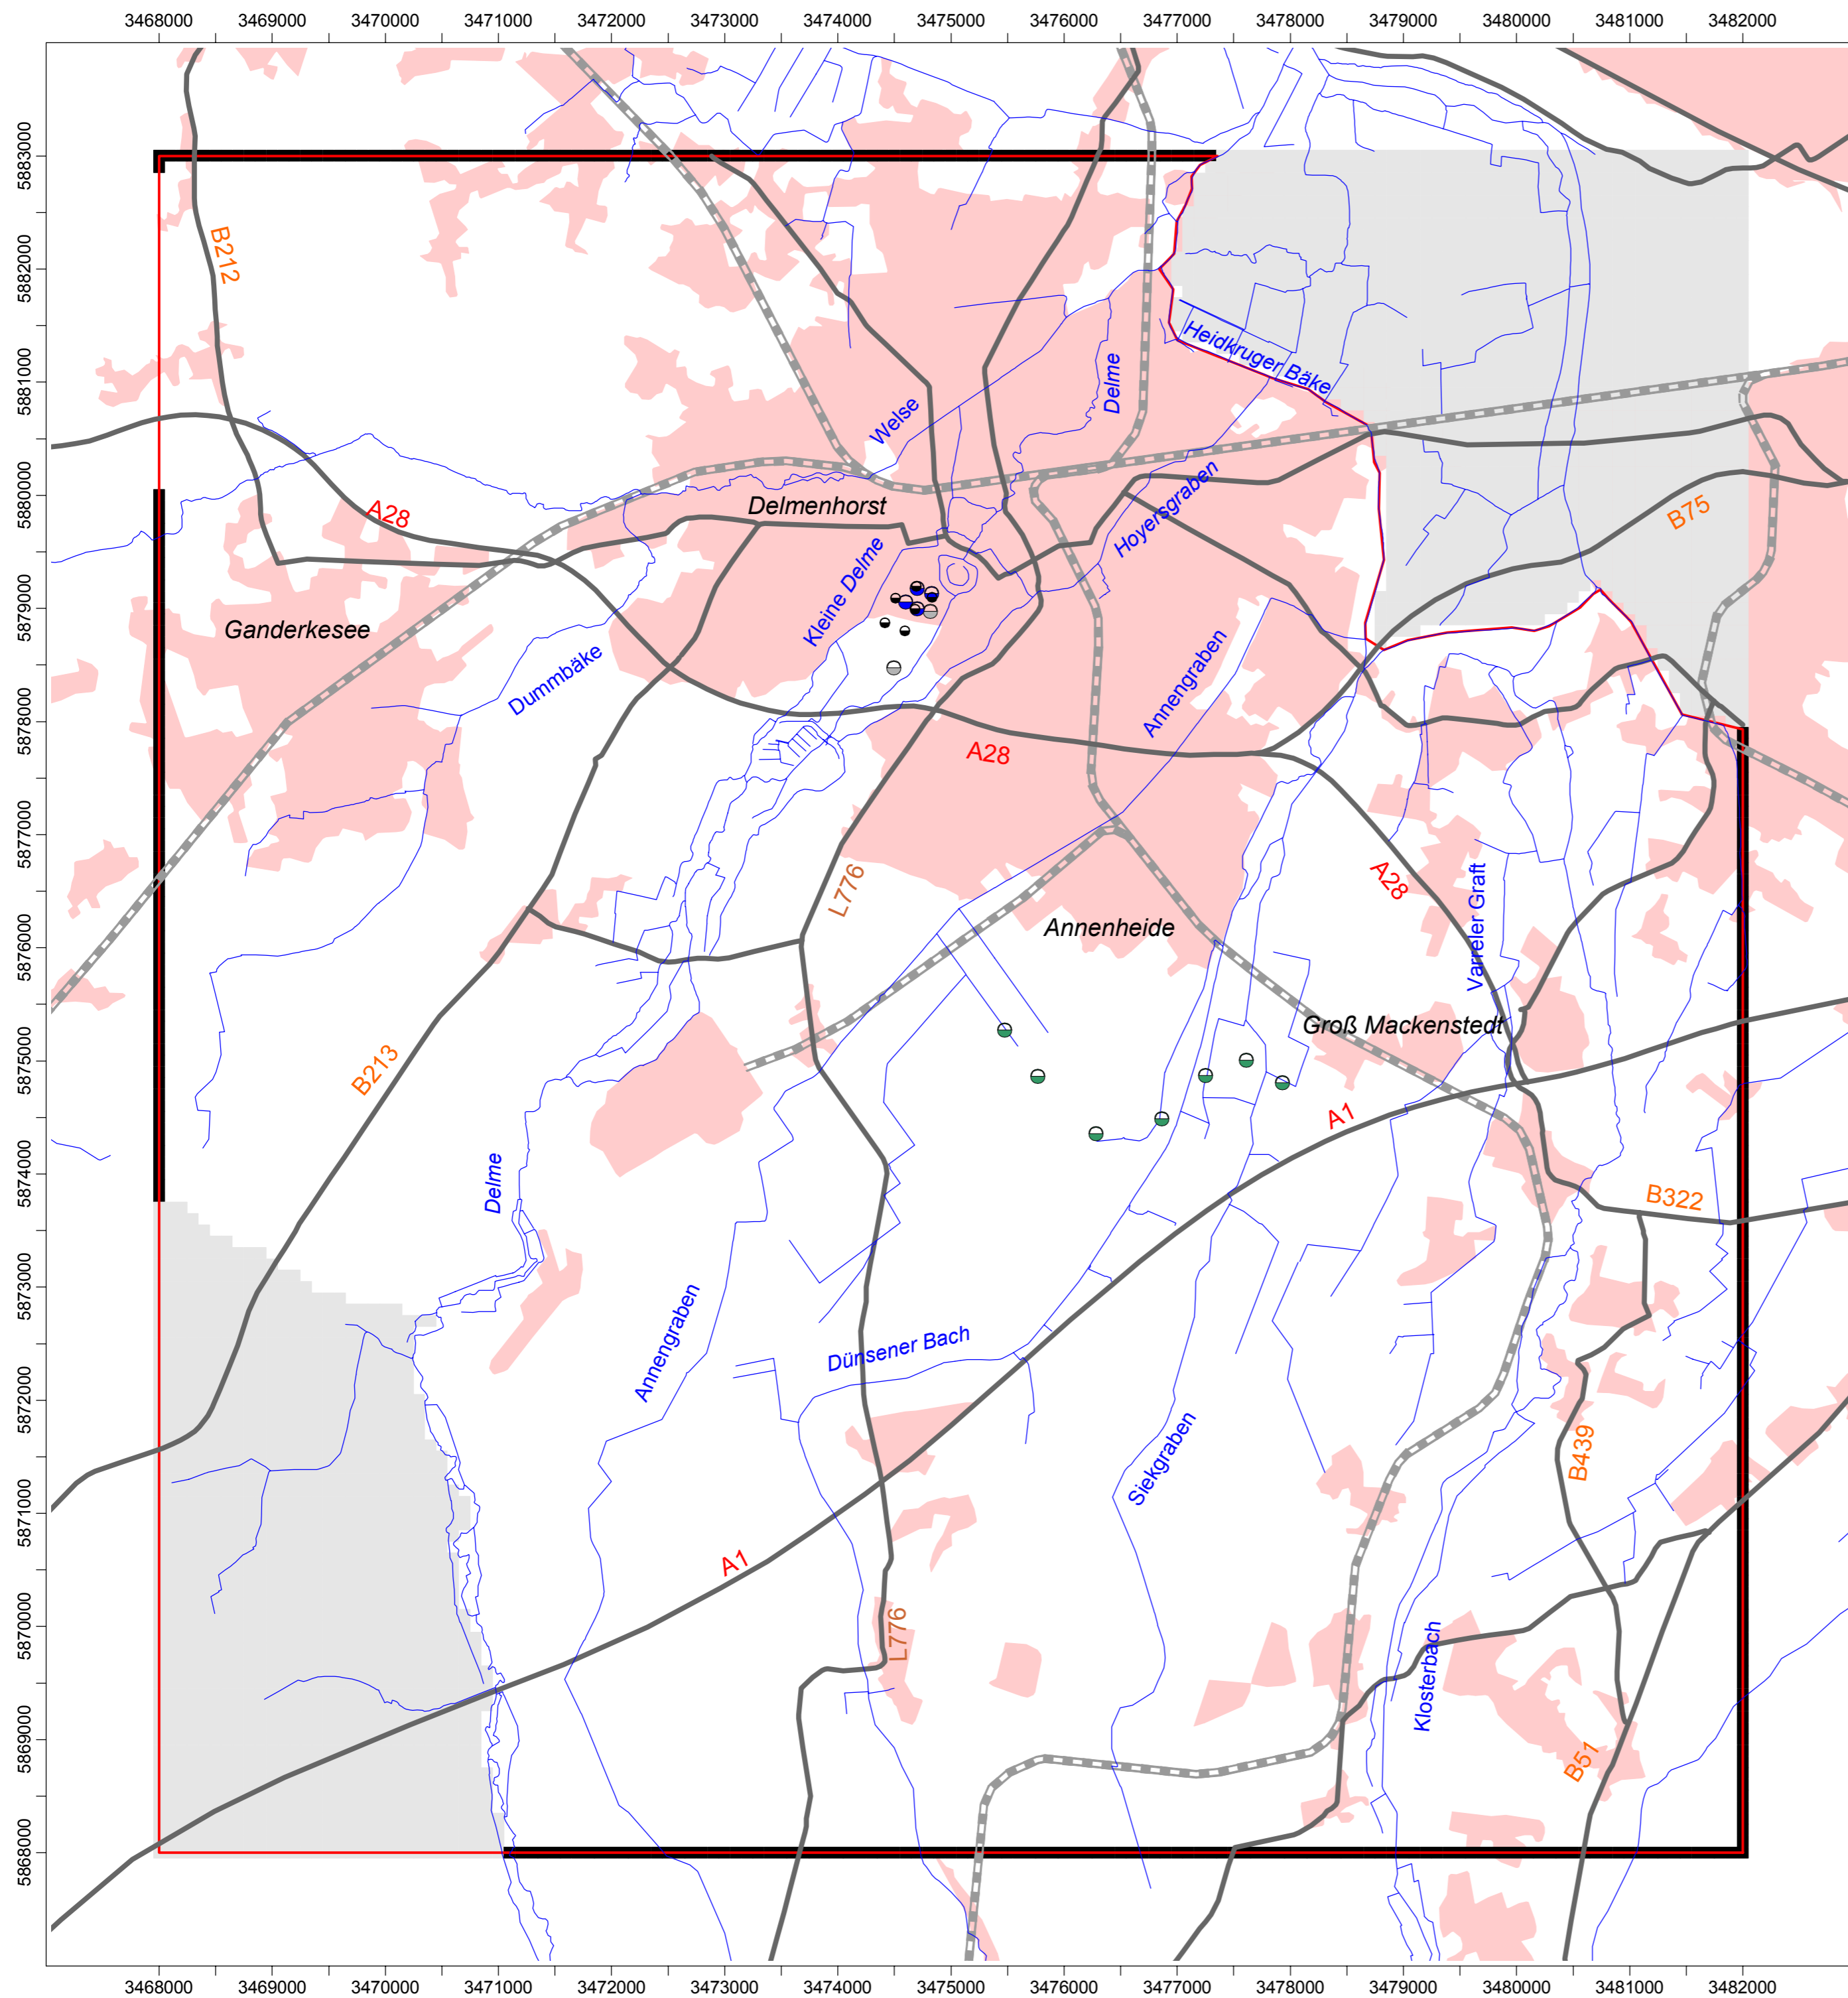 3468000 3469000 3470000 3471000 3472000 3473000 3474000 3475000 3476000 3477000 3478000 3479000 3480000 3481000 3482000
5883000
B212
5882000
Heidkruger Bäke
5881000
Delme
Welse
5880000
A28
Delmenhorst
Hoyersgraben
B75
Kleine Delme
5879000
Ganderkesee
Dummbäke
Annengraben
5878000
A28
5877000
L776
A28
Varreler Graft
5876000
Annenheide
Groß Mackenstedt
5875000
B213
A1
5874000
Delme
B322
5873000
Annengraben
Dünsener Bach
5872000
Siekgraben
B439
5871000
A1
5870000
L776
Klosterbach
5869000
B51
5868000
3468000 3469000 3470000 3471000 3472000 3473000 3474000 3475000 3476000 3477000 3478000 3479000 3480000 3481000 3482000